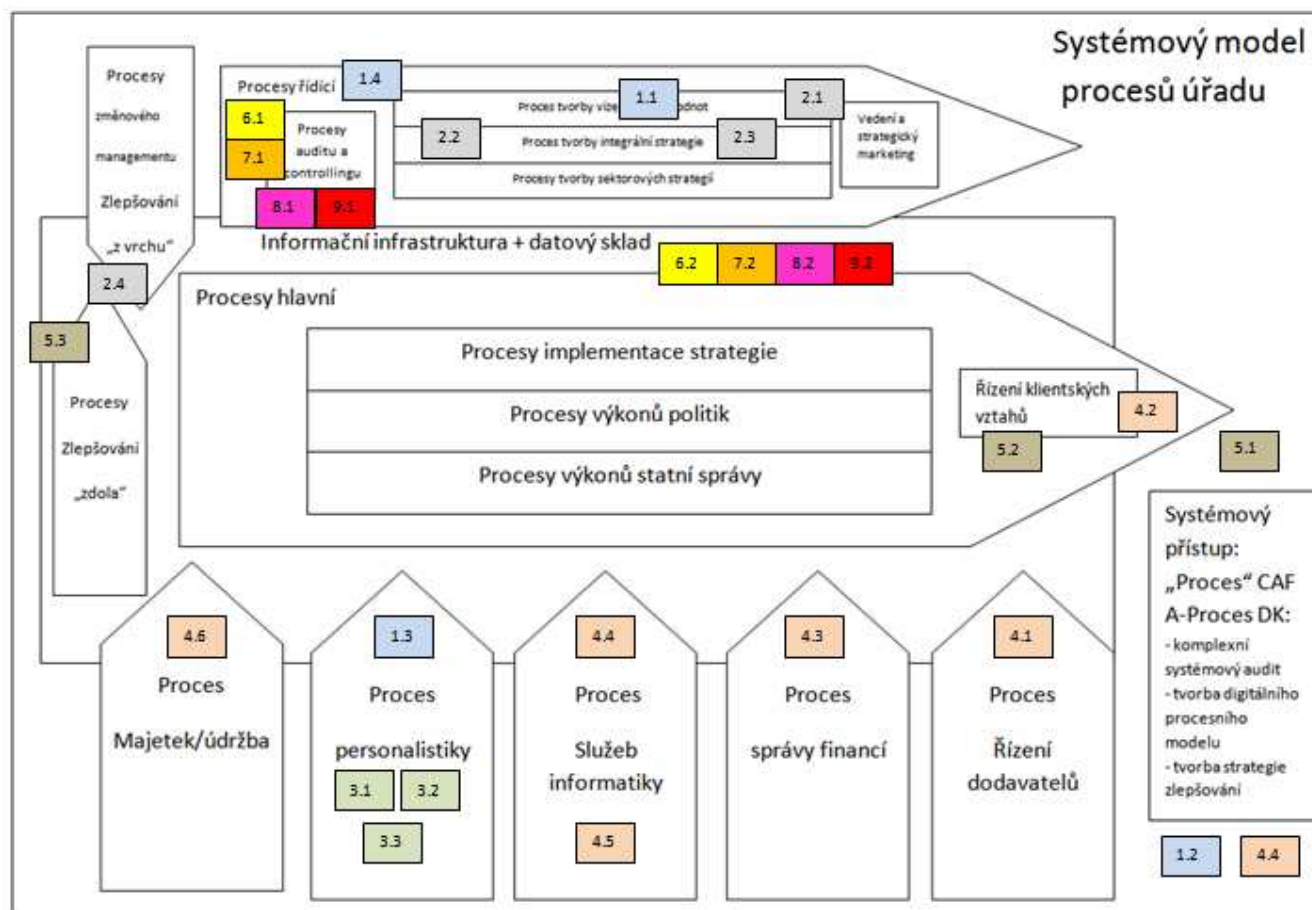 Systémový model
procesů úřadu
Procesy
změnového
managementu
Zlepšování
„z vrchu“
2.4
5.3
Procesy
Zlepšování
„zdola“
Procesy řídící
1.4
6.1
7.1
Procesy
auditu a
controllingu
8.1
9.1
Proces tvorby vize
1.1
2.1
2.2
Proces tvorby integrální strategie
2.3
Procesy tvorby sektorových strategií
Vedení a
strategický
marketing
Informační infrastruktura + datový sklad
6.2
7.2
8.2
9.2
Procesy hlavní
Procesy implementace strategie
Procesy výkonů politik
Procesy výkonů statní správy
Řízení klientských
vztahů
4.2
5.2
5.1
4.6
Proces
Majetek/údržba
1.3
Proces
personalistiky
3.1
3.2
3.3
4.4
Proces
Služeb
informatiky
4.5
4.3
Proces
správy financí
4.1
Proces
Řízení
dodavatelů
Systémový
přístup:
„Proces“ CAF
A-Proces DK:
- komplexní
systémový audit
- tvorba digitálního
procesního
modelu
- tvorba strategie
zlepšování
1.2
4.4